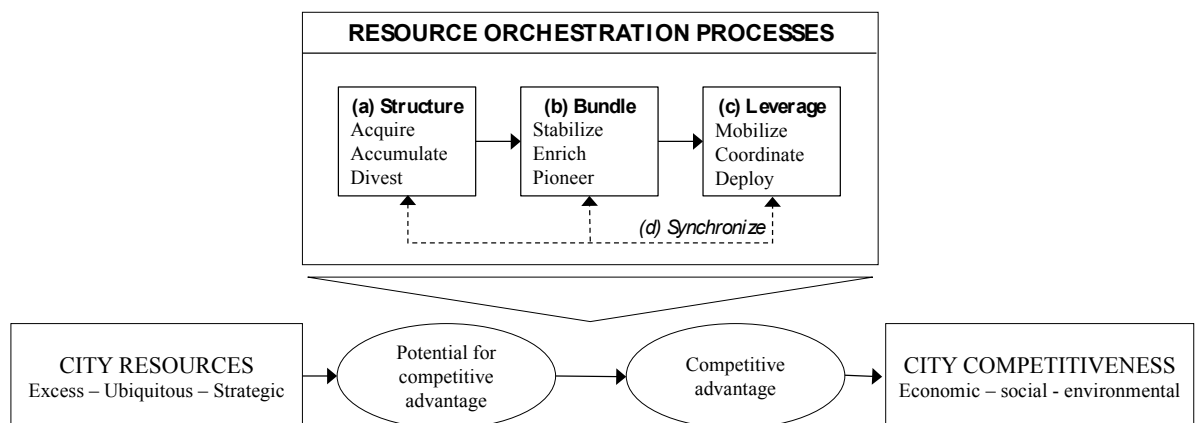 RESOURCE ORCHESTRATION PROCESSES
(a) Structure
Acquire
Accumulate
Divest
(b) Bundle
Stabilize
Enrich
Pioneer
(c) Leverage
Mobilize
Coordinate
Deploy
(d) Synchronize
CITY RESOURCES
Excess – Ubiquitous – Strategic
Potential for
competitive
advantage
Competitive
advantage
CITY COMPETITIVENESS
Economic – social - environmental